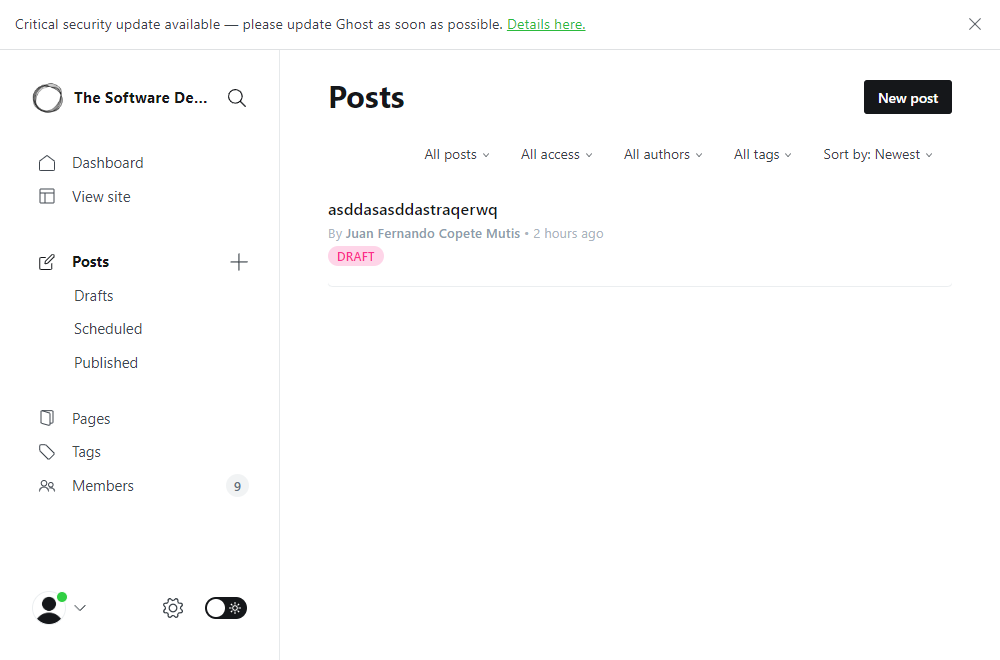 Critical security update available — please update Ghost as soon as possible. Details here.
The Software De...
Dashboard
View site
Posts
Drafts
Scheduled
Published
Pages
Tags
Members 9
Posts
New post
All posts All access All authors All tags Sort by: Newest
asddasasddastraqerwq
By Juan Fernando Copete Mutis • 2 hours ago
DRAFT